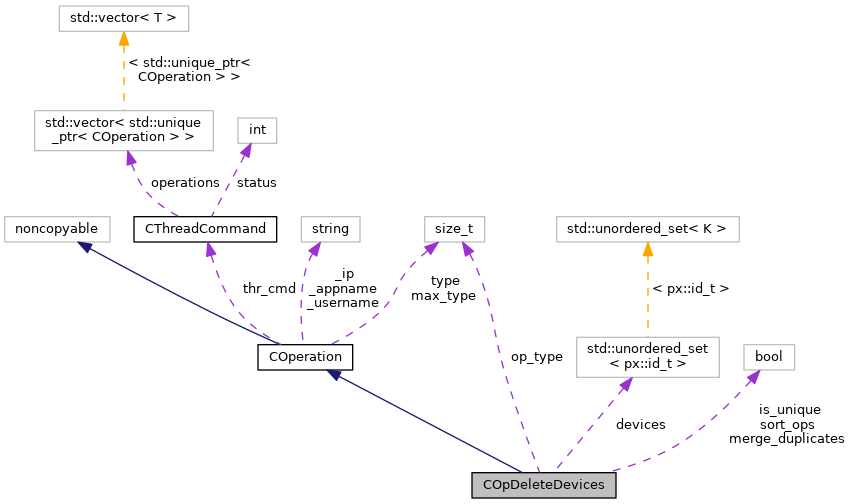 std::vector< T >
< std::unique_ptr<
COperation > >
std::vector< std::unique
_ptr< COperation > >
int
operations
status
noncopyable
CThreadCommand
string
size_t
std::unordered_set< K >
thr_cmd
_ip
_appname
_username
type
max_type
< px::id_t >
COperation
op_type
std::unordered_set
< px::id_t >
bool
devices
is_unique
sort_ops
merge_duplicates
COpDeleteDevices